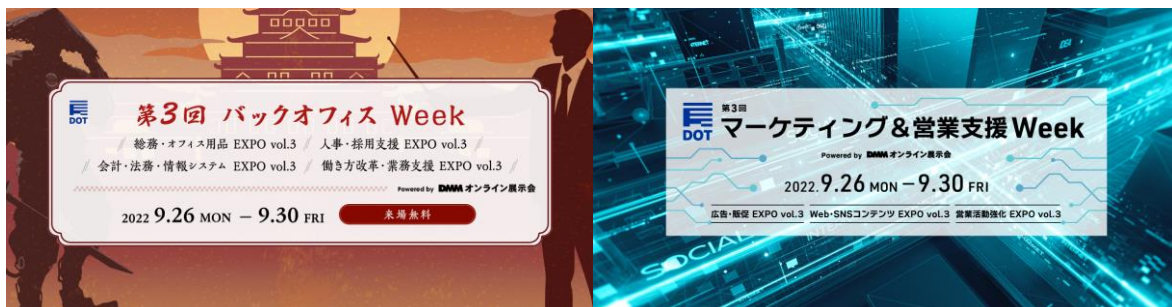 DOT
第3回 バックオフィス Week
総務・オフィス用品 EXPO vol.3 / 人事・採用支援 EXPO vol.3
会計・法務・情報システム EXPO vol.3 / 働き方改革・業務支援 EXPO vol.3
Powered by DMM オンライン展示会
2022 9.26 MON − 9.30 FRI
来場無料
DOT
第3回
マーケティング&営業支援 Week
Powered by DMM オンライン展示会
2022.9.26 MON − 9.30 FRI
広告・販促 EXPO vol.3 Web・SNSコンテンツ EXPO vol.3 営業活動強化 EXPO vol.3
SOCIAL